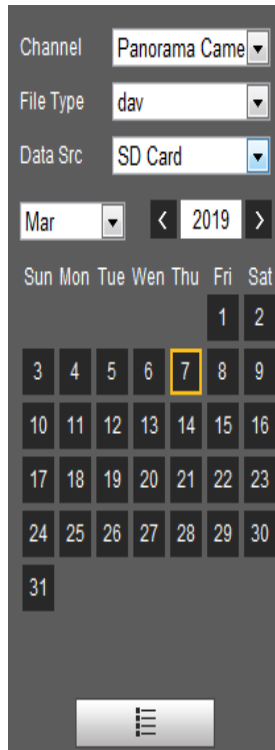 Channel Panorama Came
File Type dav
Data Src SD Card
Mar 2019
Sun Mon Tue Wen Thu Fri Sat
1 2
3 4 5 6 7 8 9
10 11 12 13 14 15 16
17 18 19 20 21 22 23
24 25 26 27 28 29 30
31